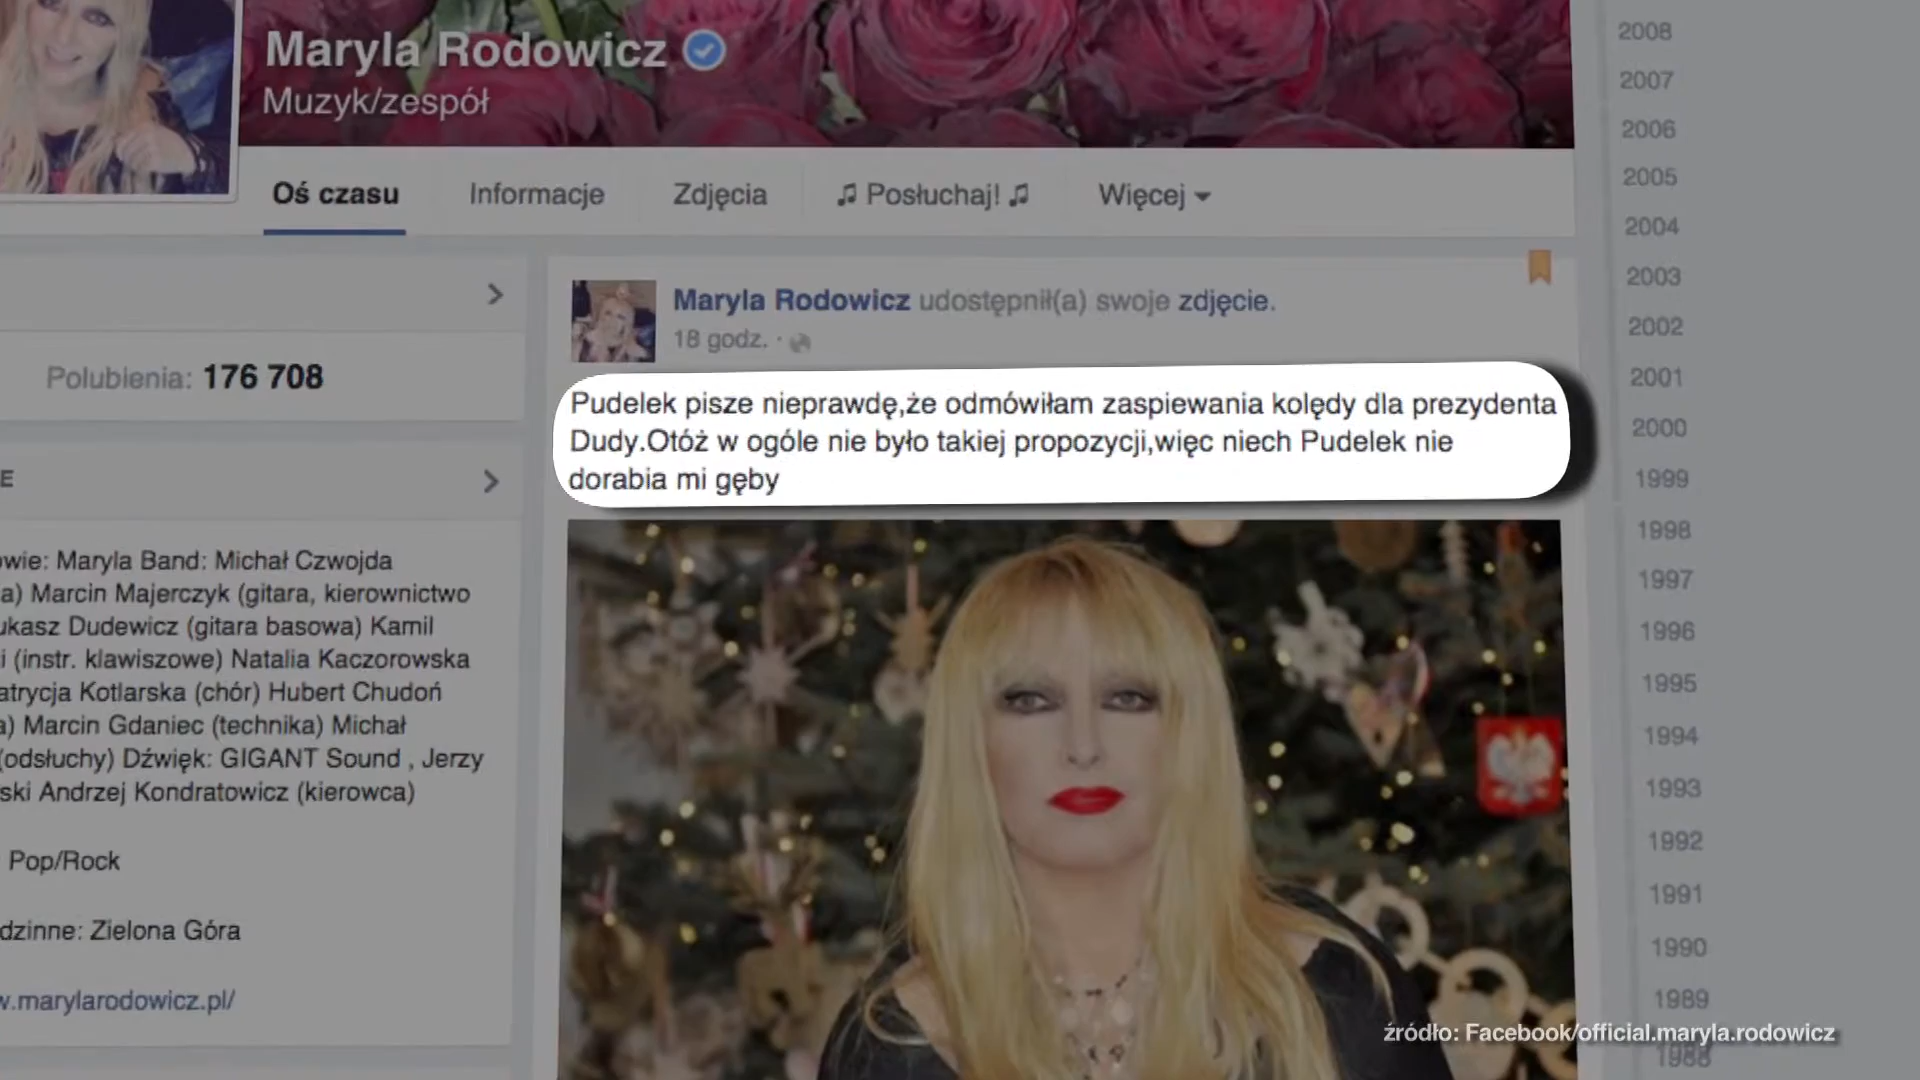 Maryla Rodowicz
Muzyk/zespół
Oś czasu
Informacje
Zdjęcia
♫ Posłuchaj! ♫
Więcej
Polubienia: 176 708
E
Maryla Band: Michał Czwojda
Marcin Majerczyk (gitara, kierownictwo
Dudewicz (gitara basowa) Kamil
(instr. klawiszowe) Natalia Kaczorowska
Kotlarska (chór) Hubert Chudoń
Marcin Gdaniec (technika) Michał
(odsłuchy) Dźwięk: GIGANT Sound , Jerzy
ski Andrzej Kondratowicz (kierowca)
Pop/Rock
dzinne: Zielona Góra
.marylarodowicz.pl/
Maryla Rodowicz udostępnił(a) swoje zdjęcie.
18 godz. ·
Pudelek pisze nieprawdę,że odmówiłam zaspiewania kolędy dla prezydenta
Dudy.Otóż w ogóle nie było takiej propozycji,więc niech Pudelek nie
dorabia mi gęby
2008
2007
2006
2005
2004
2003
2002
2001
2000
1999
1998
1997
1996
1995
1994
1993
1992
1991
1990
1989
1988
źródło: Facebook/official.maryla.rodowicz